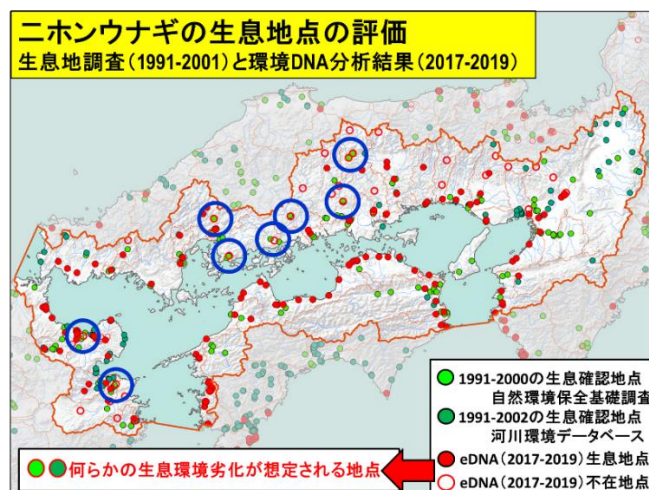 ニホンウナギの生息地点の評価
生息地調査(1991-2001)と環境DNA分析結果(2017-2019)
1991-2000の生息確認地点
自然環境保全基礎調査
1991-2002の生息確認地点
河川環境データベース
eDNA(2017-2019)生息地点
eDNA(2017-2019)不在地点
何らかの生息環境劣化が想定される地点